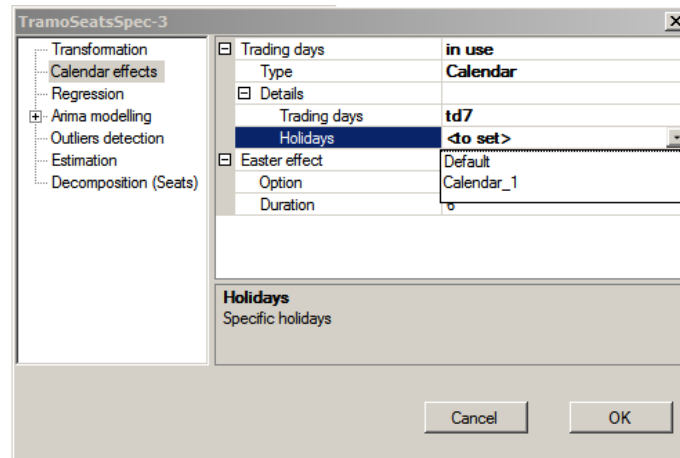 TramoSeatsSpec-3
Transformation
Calendar effects
Regression
Arima modelling
Outliers detection
Estimation
Decomposition (Seats)
Trading days in use
Type Calendar
Details
Trading days td7
Holidays <to set>
Easter effect
Default
Option
Calendar_1
Duration 6
Holidays
Specific holidays
Cancel OK